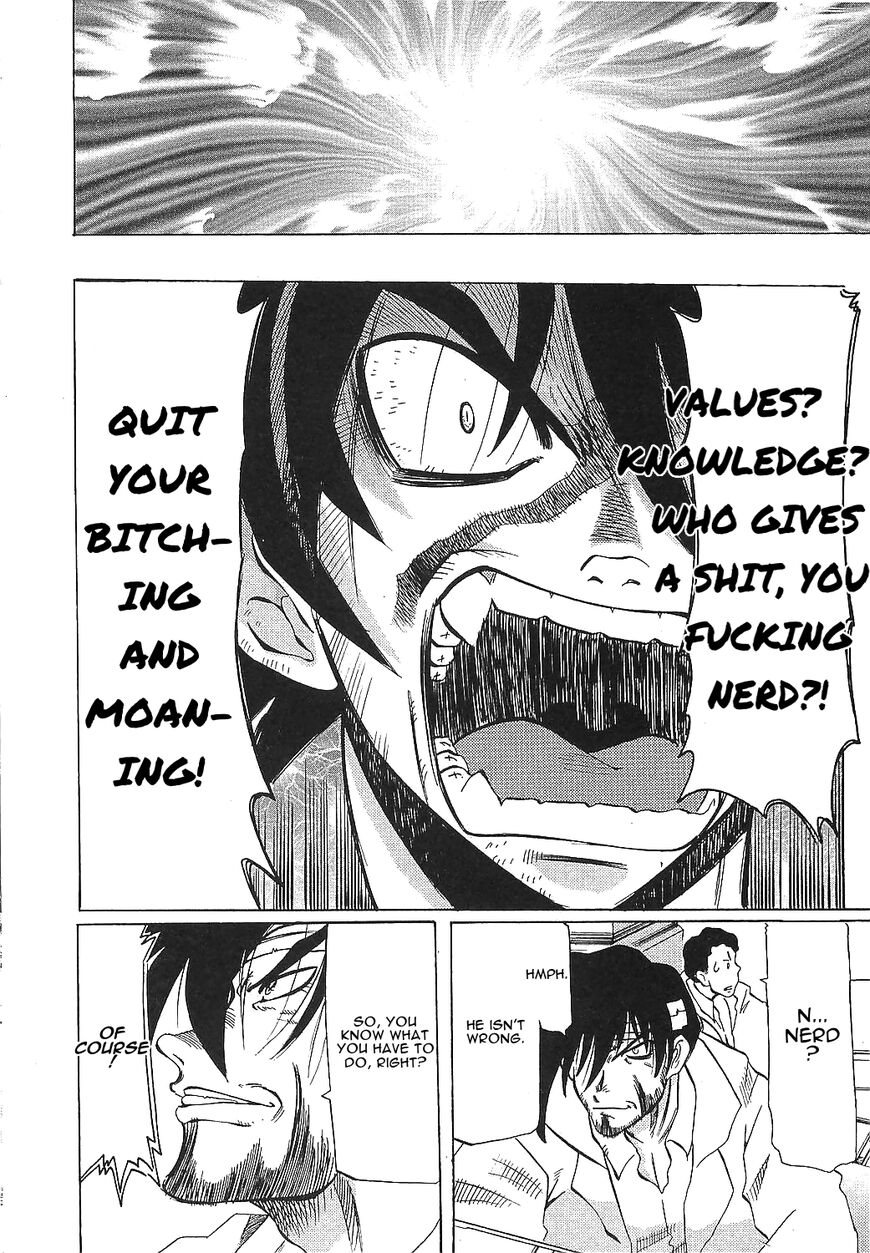 VALUES?
KNOWLEDGE?
WHO GIVES
A SHIT, YOU
FUCKING
NERD?!
QUIT
YOUR
BITCH-
ING
AND
MOAN-
ING!
N...
NERD
?
HMPH.
HE ISN'T
WRONG.
SO, YOU
KNOW WHAT
YOU HAVE TO
DO, RIGHT?
OF
COURSE
!